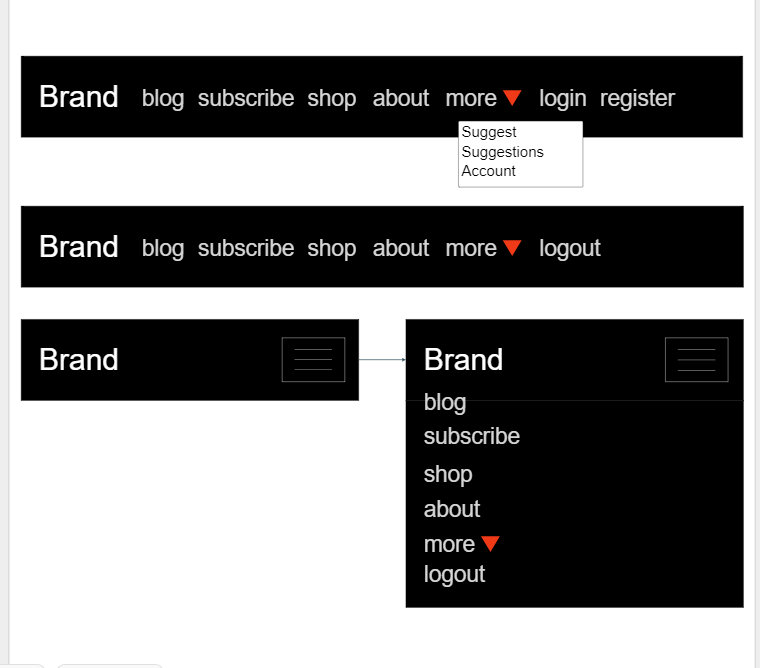 Brand blog subscribe shop about more login register
Suggest
Suggestions
Account
Brand blog subscribe shop about more logout
Brand
Brand
blog
subscribe
shop
about
more
logout